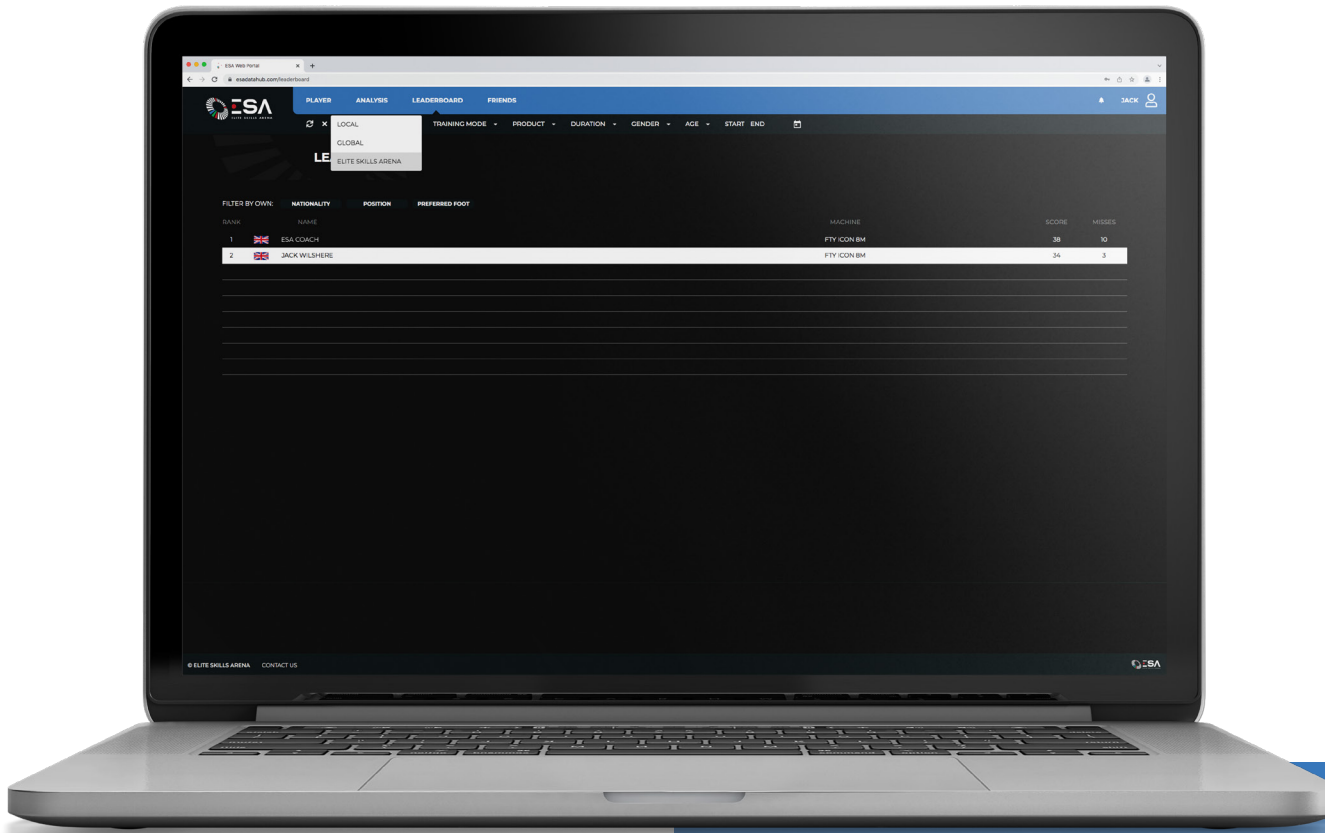 ESA Web Portal
esadatahub.com/leaderboard
ESA
ELITE SKILLS ARENA
PLAYER ANALYSIS LEADERBOARD FRIENDS
JACK
LOCAL
GLOBAL
ELITE SKILLS ARENA
TRAINING MODE PRODUCT DURATION GENDER AGE START END
LE
FILTER BY OWN: NATIONALITY POSITION PREFERRED FOOT
RANK NAME MACHINE SCORE MISSES
1 ESA COACH FTY ICON 8M 38 10
2 JACK WILSHERE FTY ICON 8M 34 3
© ELITE SKILLS ARENA CONTACT US
ESA